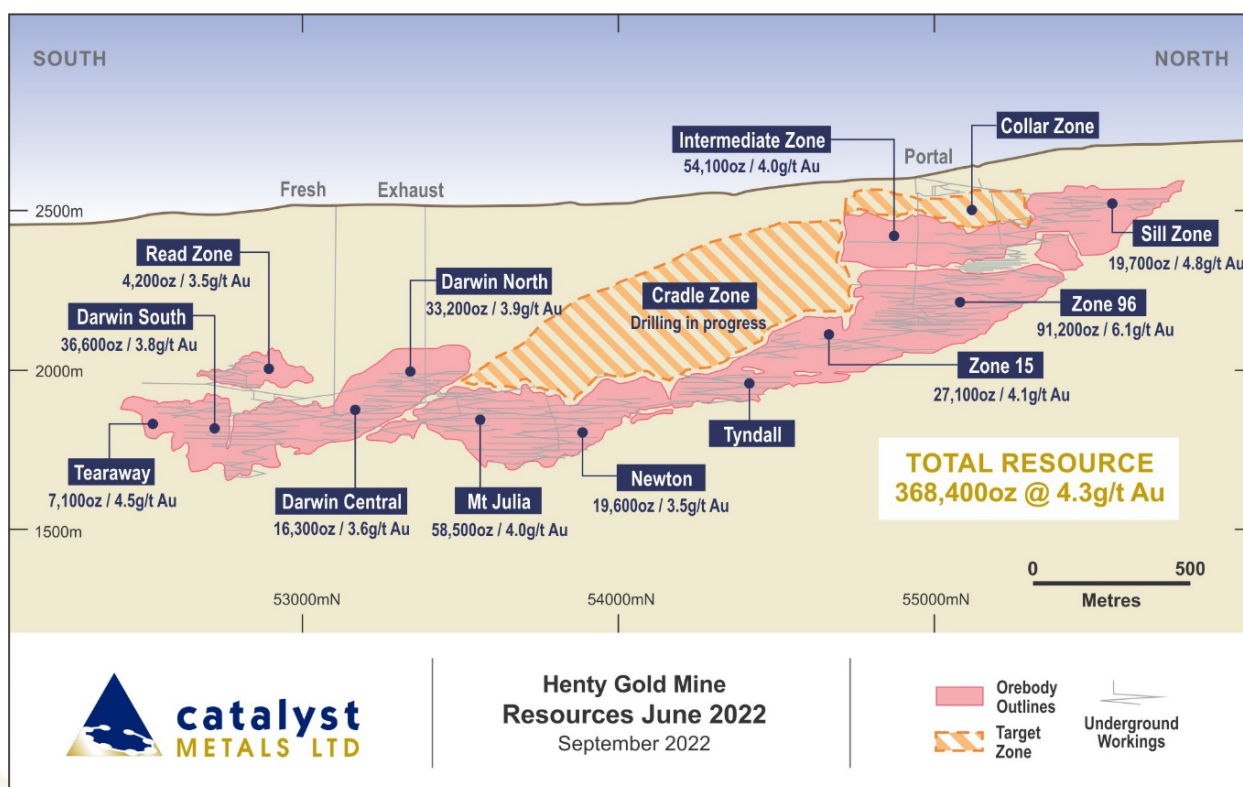 SOUTH
NORTH
Collar Zone
Intermediate Zone
54,100oz / 4.0g/t Au
Portal
Fresh
Exhaust
2500m
Read Zone
4,200oz / 3.5g/t Au
Darwin North
33,200oz / 3.9g/t Au
Sill Zone
19,700oz / 4.8g/t Au
Darwin South
36,600oz / 3.8g/t Au
Cradle Zone
Drilling in progress
Zone 96
91,200oz / 6.1g/t Au
2000m
Zone 15
27,100oz / 4.1g/t Au
Tyndall
Tearaway
7,100oz / 4.5g/t Au
Darwin Central
16,300oz / 3.6g/t Au
Mt Julia
58,500oz / 4.0g/t Au
Newton
19,600oz / 3.5g/t Au
TOTAL RESOURCE
368,400oz @ 4.3g/t Au
1500m
0 500
Metres
53000mN
54000mN
55000mN
catalyst
METALS LTD
Henty Gold Mine
Resources June 2022
September 2022
Orebody
Outlines
Target
Zone
Underground
Workings